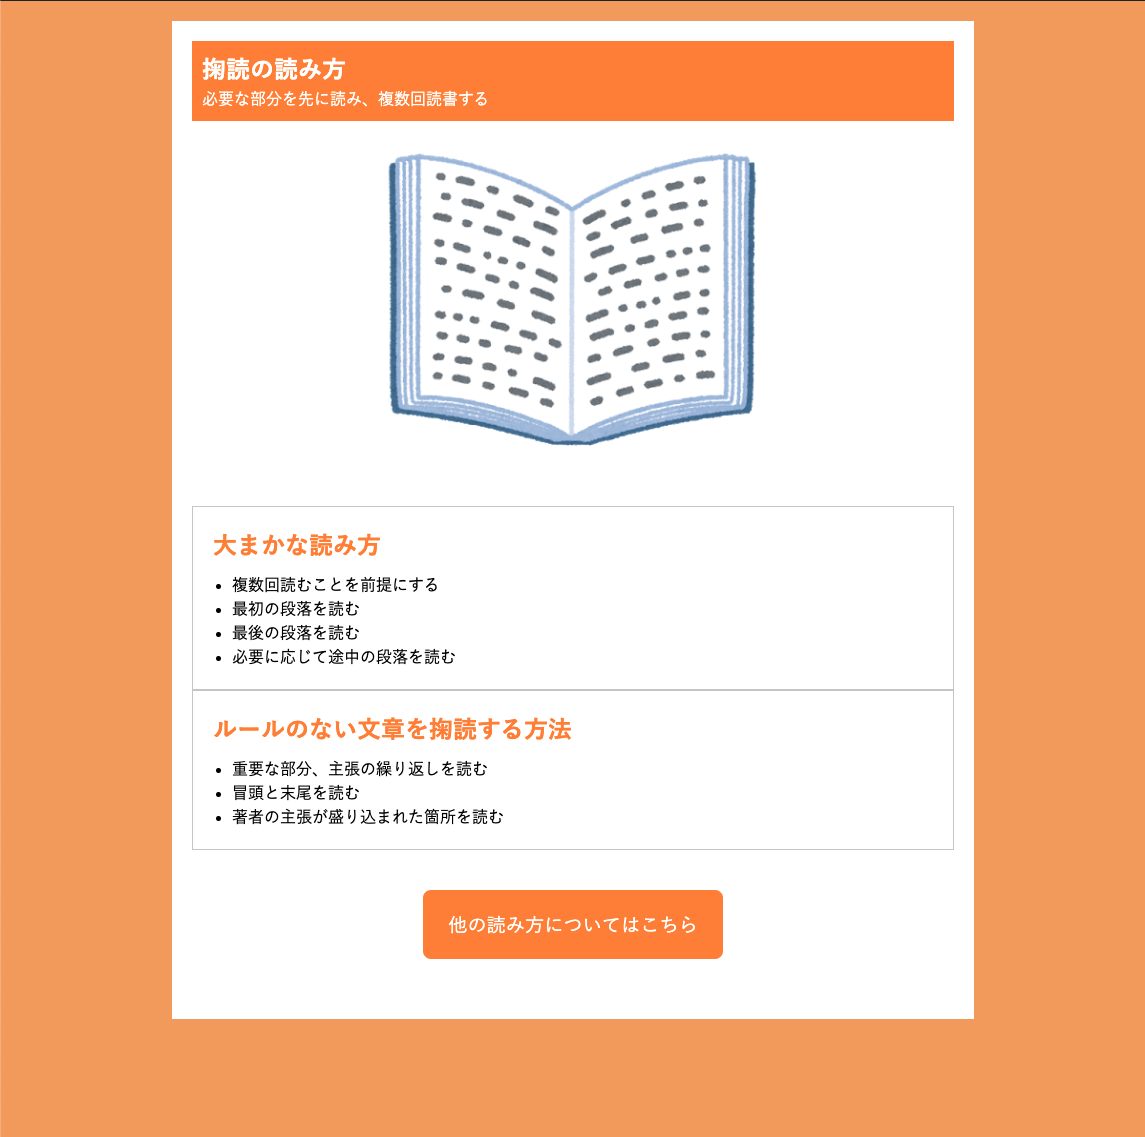 掬読の読み方
必要な部分を先に読み、複数回読書する
大まかな読み方
複数回読むことを前提にする
最初の段落を読む
最後の段落を読む
必要に応じて途中の段落を読む
ルールのない文章を掬読する方法
重要な部分、主張の繰り返しを読む
冒頭と末尾を読む
著者の主張が盛り込まれた箇所を読む
他の読み方についてはこちら